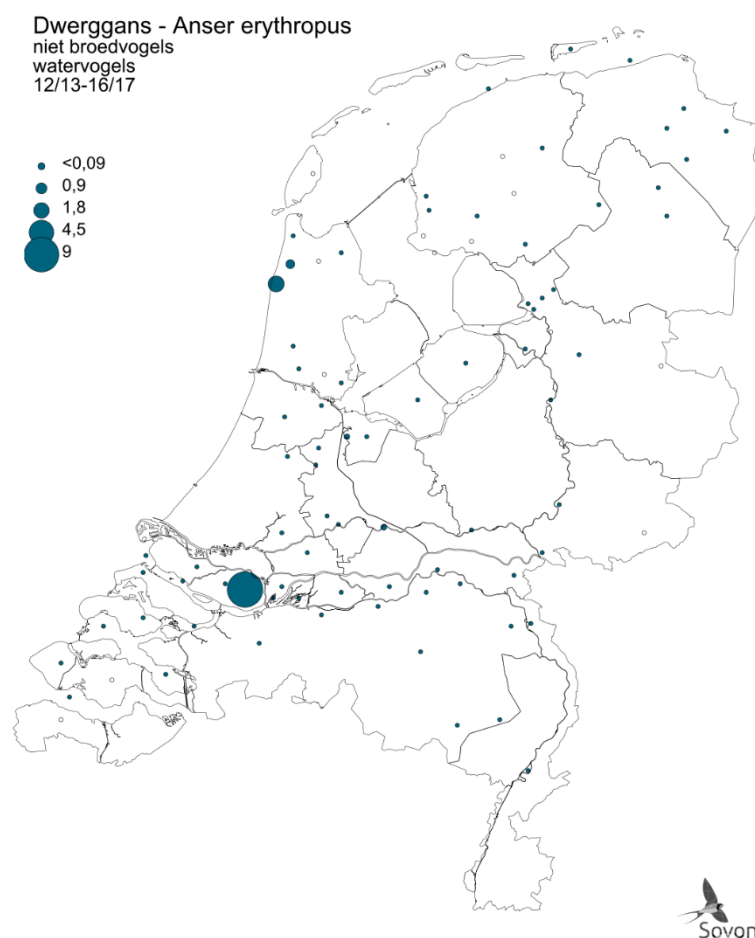 Dwerggans - Anser erythropus
niet broedvogels
watervogels
12/13-16/17
<0,09
0,9
1,8
4,5
9
Sovon